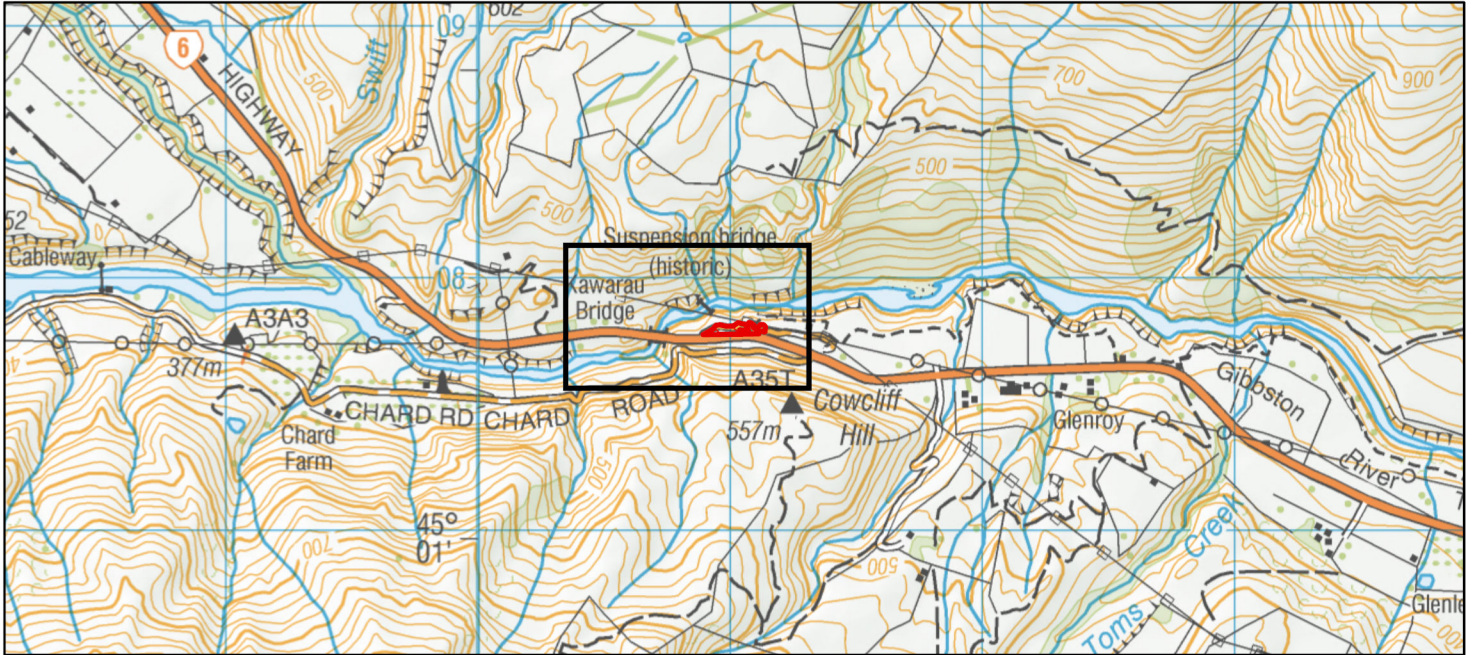 602
09
6
HIGHWAY
Swift
500
700
900
500
52
Cableway
500
Suspension bridge
(historic)
08
Kawarau
Bridge
A3A3
377m
A35T
557m
Cowcliff
Hill
CHARD RD
CHARD
ROAD
Chard
Farm
Glenroy
Gibbston
River
500
45°
01'
700
500
Creek
Toms